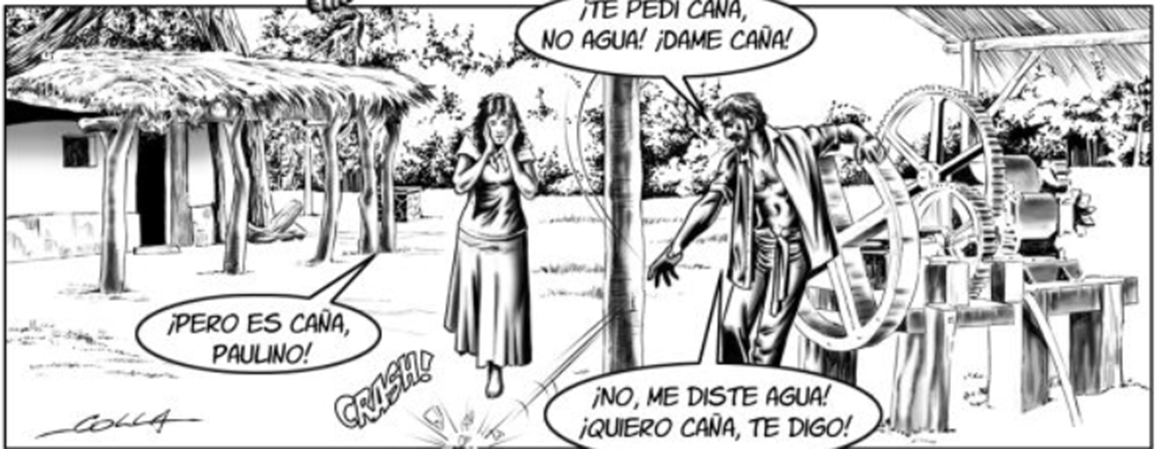 ¡TE PEDÍ CAÑA,
NO AGUA! ¡DAME CAÑA!
¡PERO ES CAÑA,
PAULINO!
CRASH!
¡NO, ME DISTE AGUA!
¡QUIERO CAÑA, TE DIGO!
COLLA